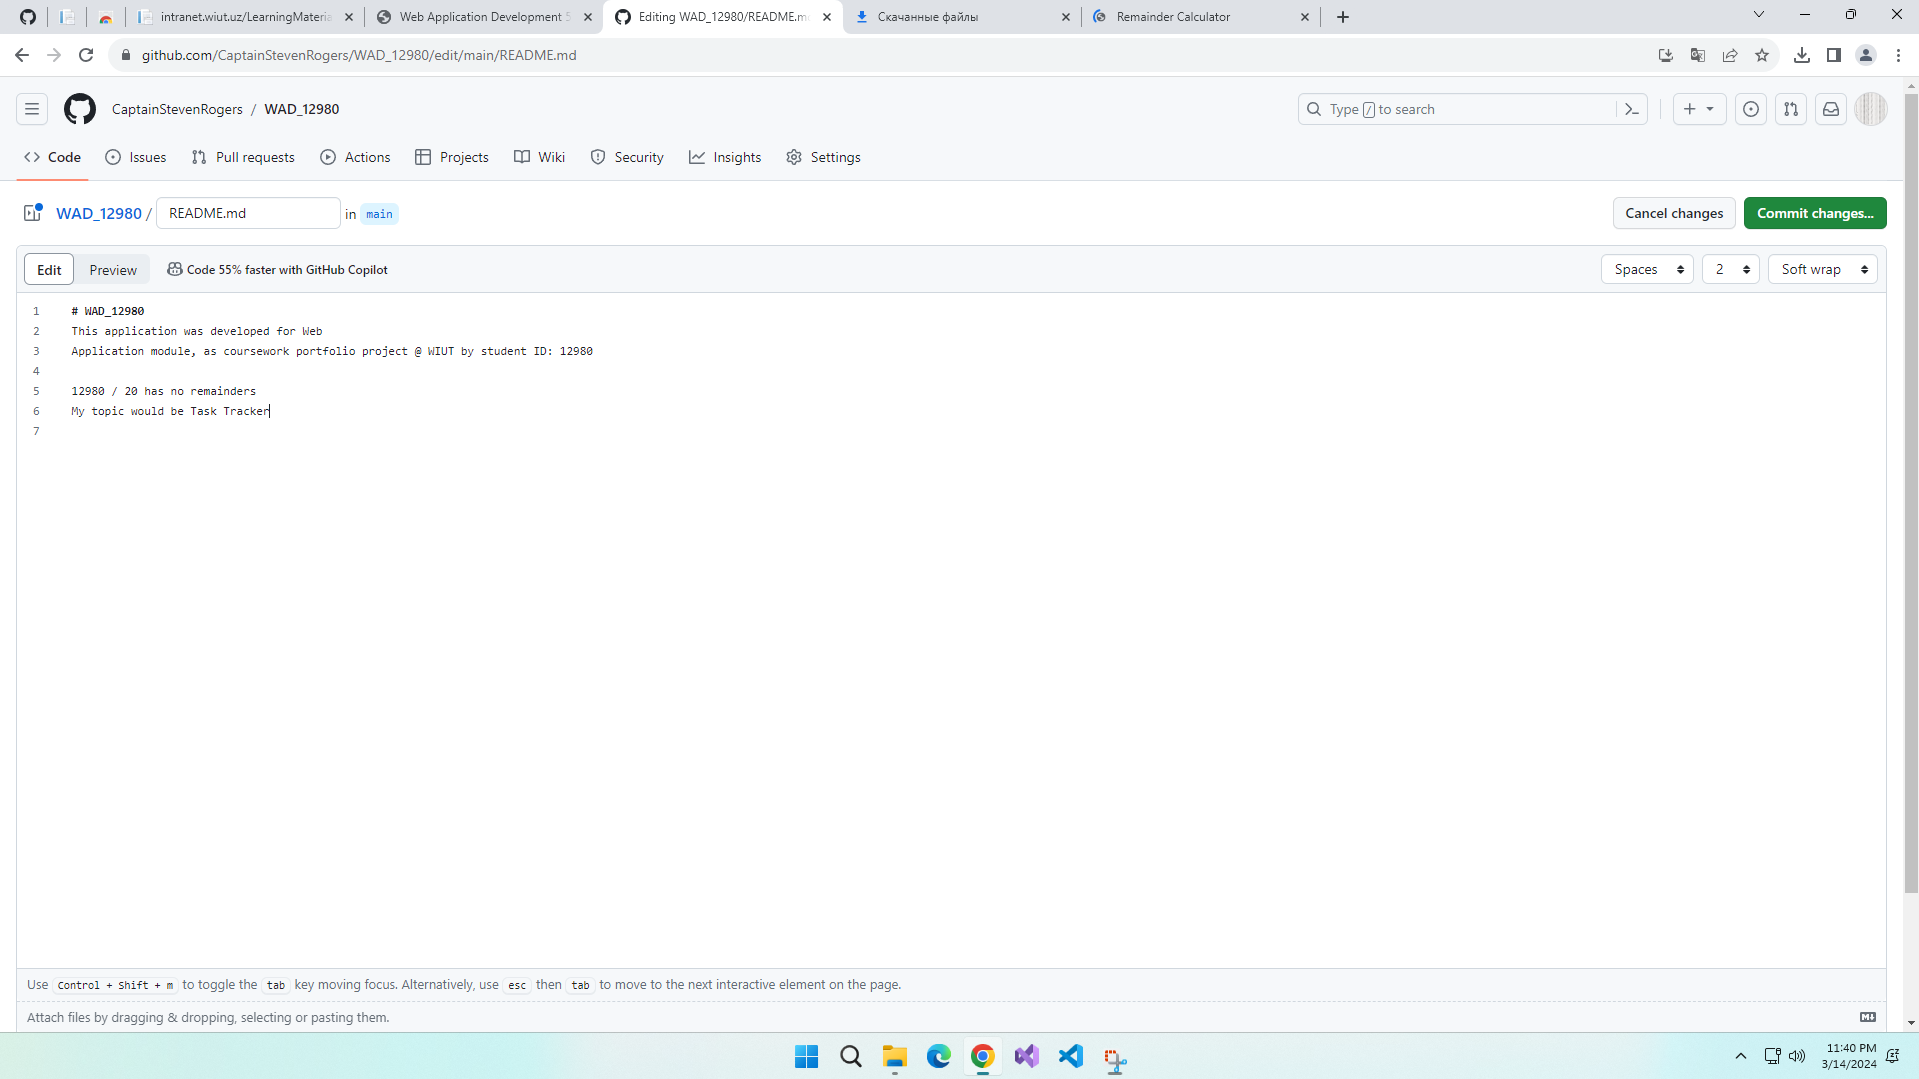 intranet.wiut.uz/LearningMateria
Web Application Development 5
Editing WAD_12980/README.m
Скачанные файлы
Remainder Calculator
github.com/CaptainStevenRogers/WAD_12980/edit/main/README.md
CaptainStevenRogers / WAD_12980
Type / to search
Code
Issues
Pull requests
Actions
Projects
Wiki
Security
Insights
Settings
WAD_12980 / README.md in main
Cancel changes
Commit changes...
Edit
Preview
Code 55% faster with GitHub Copilot
Spaces
2
Soft wrap
1 # WAD_12980
2 This application was developed for Web
3 Application module, as coursework portfolio project @ WIUT by student ID: 12980
4
5 12980 / 20 has no remainders
6 My topic would be Task Tracker
7
Use Control + Shift + m to toggle the tab key moving focus. Alternatively, use esc then tab to move to the next interactive element on the page.
Attach files by dragging & dropping, selecting or pasting them.
11:40 PM
3/14/2024